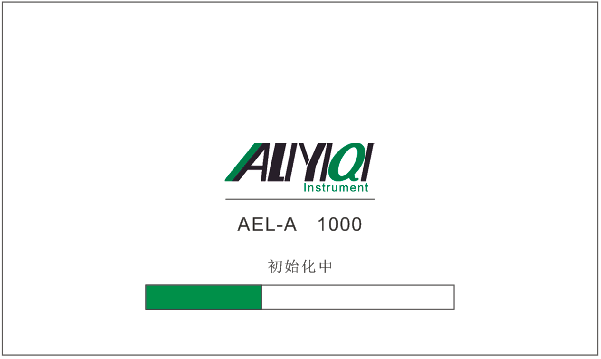 ALIYIQI
Instrument
AEL-A 1000
初始化中